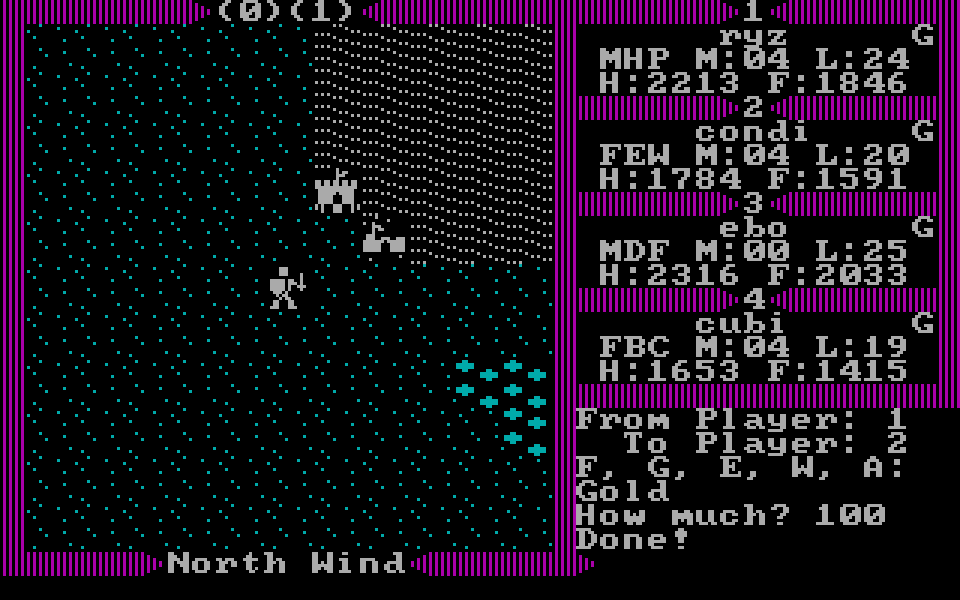 (0)(1)
1
ryz G
MHP M:04 L:24
H:2213 F:1846
2
condi G
FEW M:04 L:20
H:1784 F:1591
3
ebo G
MDF M:00 L:25
H:2316 F:2033
4
cubi G
FBC M:04 L:19
H:1653 F:1415
From Player: 1
To Player: 2
F, G, E, W, A:
Gold
How much? 100
Done!
North Wind